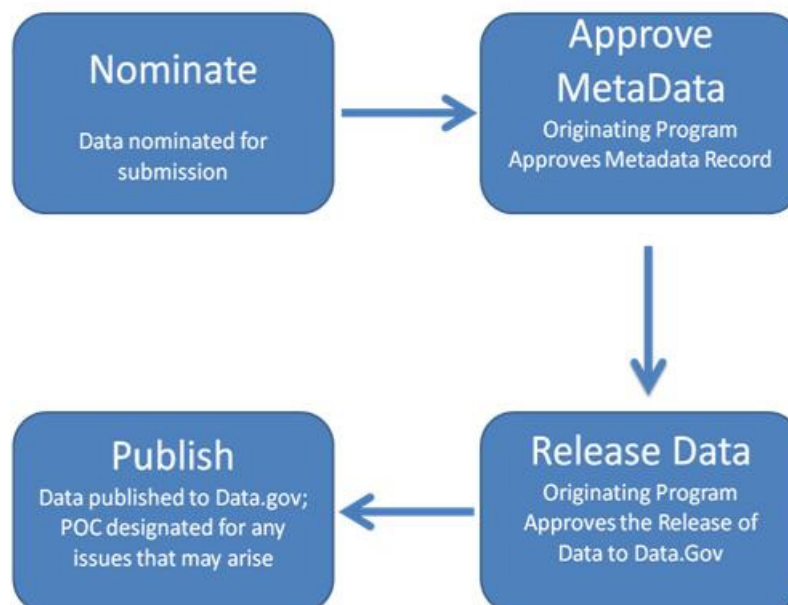 Nominate
Data nominated for
submission
Approve
MetaData
Originating Program
Approves Metadata Record
Release Data
Originating Program
Approves the Release of
Data to Data.Gov
Publish
Data published to Data.gov;
POC designated for any
issues that may arise